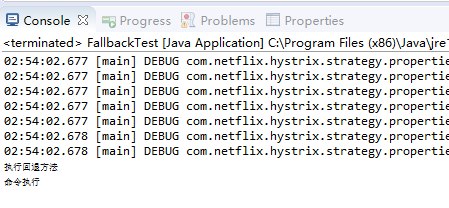 Console Progress Problems Properties
<terminated> FallbackTest [Java Application] C:\Program Files (x86)\Java\jre
02:54:02.677 [main] DEBUG com.netflix.hystrix.strategy.propertie
02:54:02.677 [main] DEBUG com.netflix.hystrix.strategy.propertie
02:54:02.677 [main] DEBUG com.netflix.hystrix.strategy.propertie
02:54:02.677 [main] DEBUG com.netflix.hystrix.strategy.propertie
02:54:02.677 [main] DEBUG com.netflix.hystrix.strategy.propertie
02:54:02.678 [main] DEBUG com.netflix.hystrix.strategy.propertie
02:54:02.678 [main] DEBUG com.netflix.hystrix.strategy.propertie
执行回退方法
命令执行